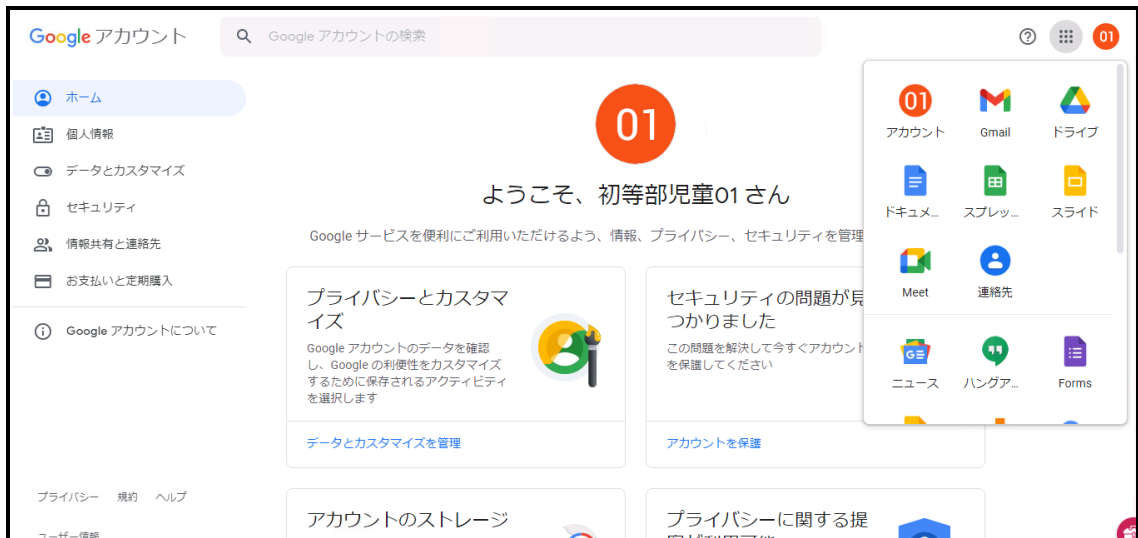 Google アカウント
Google アカウントの検索
01
ホーム
個人情報
データとカスタマイズ
セキュリティ
情報共有と連絡先
お支払いと定期購入
Google アカウントについて
プライバシー 規約 ヘルプ
ユーザー情報
01
ようこそ、初等部児童01 さん
Google サービスを便利にご利用いただけるよう、情報、プライバシー、セキュリティを管理
プライバシーとカスタマ
イズ
Google アカウントのデータを確認
し、Google の利便性をカスタマイズ
するために保存されるアクティビティ
を選択します
データとカスタマイズを管理
セキュリティの問題が見
つかりました
この問題を解決して今すぐアカウント
を保護してください
アカウントを保護
アカウントのストレージ
プライバシーに関する提
案が利用可能
01
アカウント
Gmail
ドライブ
ドキュメ...
スプレッ...
スライド
Meet
連絡先
GE
ニュース
ハングア...
Forms